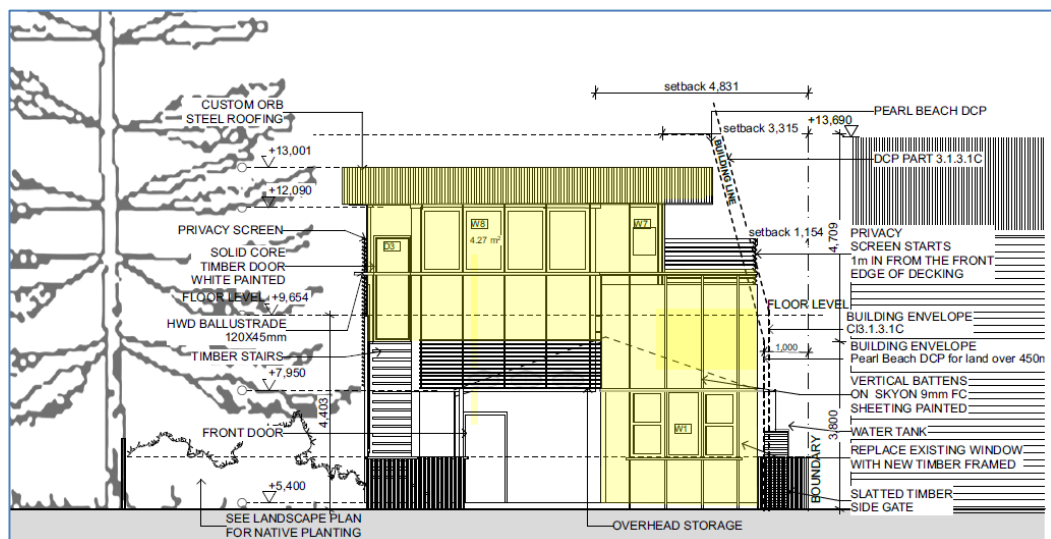 setback 4,831
CUSTOM ORB
STEEL ROOFING
PEARL BEACH DCP
setback 3,315
+13,690
BUILDING LINE
DCP PART 3.1.3.1C
+13,001
+12,090
W8
4.27 m²
W7
D3
PRIVACY SCREEN
SOLID CORE
TIMBER DOOR
WHITE PAINTED
setback 1,154
4,709
PRIVACY
SCREEN STARTS
1m IN FROM THE FRONT
EDGE OF DECKING
FLOOR LEVEL
+9,654
FLOOR LEVEL
HWD BALLUSTRADE
120X45mm
BUILDING ENVELOPE
Cl3.1.3.1C
TIMBER STAIRS
1,000
BUILDING ENVELOPE
Pearl Beach DCP for land over 450m
+7,950
VERTICAL BATTENS
ON SKYON 9mm FC
SHEETING PAINTED
4,403
3,800
FRONT DOOR
W1
WATER TANK
REPLACE EXISTING WINDOW
WITH NEW TIMBER FRAMED
BOUNDARY
+5,400
SLATTED TIMBER
SIDE GATE
SEE LANDSCAPE PLAN
FOR NATIVE PLANTING
OVERHEAD STORAGE